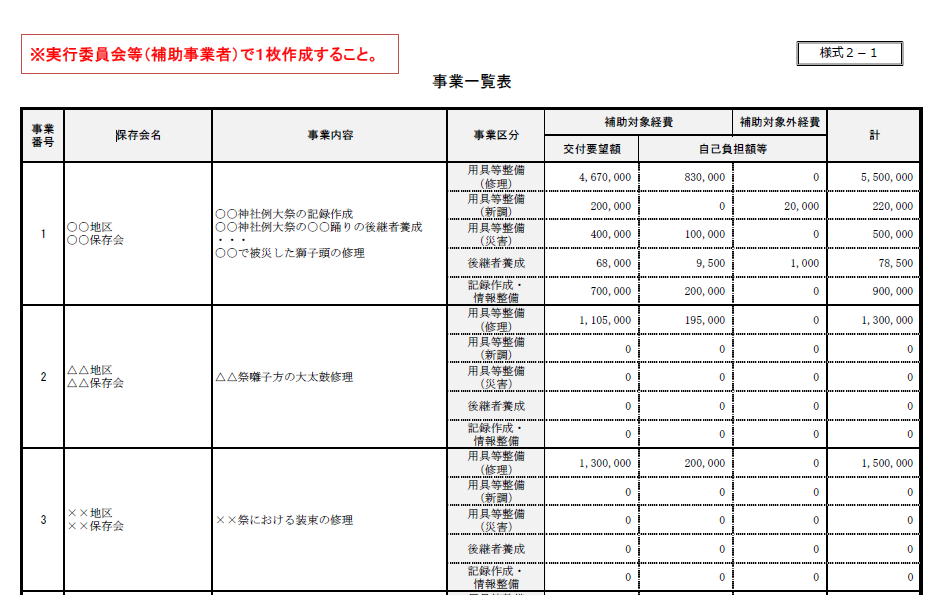 ※実行委員会等（補助事業者）で1枚作成すること。
様式２－１
事業一覧表
事業番号 保存会名 事業内容 事業区分 補助対象経費 補助対象外経費 計
交付要望額 自己負担額等
1
○○地区
○○保存会
○○神社例大祭の記録作成
○○神社例大祭の○○踊りの後継者養成
・・・
○○で被災した獅子頭の修理
用具等整備（修理） 4,670,000 830,000 0 5,500,000
用具等整備（新調） 200,000 0 20,000 220,000
用具等整備（災害） 400,000 100,000 0 500,000
後継者養成 68,000 9,500 1,000 78,500
記録作成・情報整備 700,000 200,000 0 900,000
2
△△地区
△△保存会
△△祭囃子方の大太鼓修理
用具等整備（修理） 1,105,000 195,000 0 1,300,000
用具等整備（新調） 0 0 0 0
用具等整備（災害） 0 0 0 0
後継者養成 0 0 0 0
記録作成・情報整備 0 0 0 0
3
××地区
××保存会
××祭における装束の修理
用具等整備（修理） 1,300,000 200,000 0 1,500,000
用具等整備（新調） 0 0 0 0
用具等整備（災害） 0 0 0 0
後継者養成 0 0 0 0
記録作成・情報整備 0 0 0 0